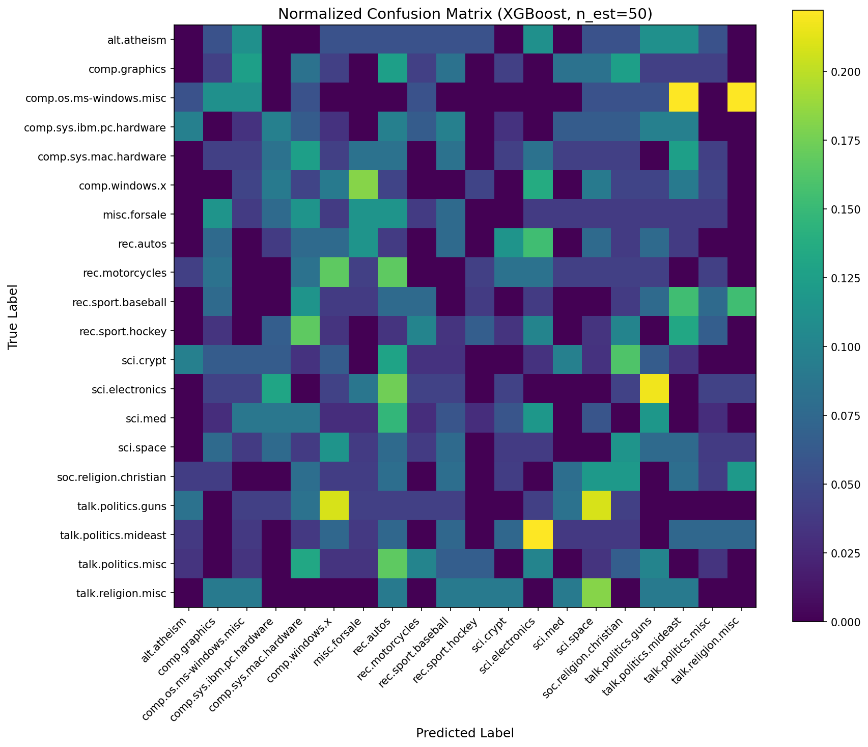 Normalized Confusion Matrix (XGBoost, n_est=50)
True Label
alt.atheism
comp.graphics
comp.os.ms-windows.misc
comp.sys.ibm.pc.hardware
comp.sys.mac.hardware
comp.windows.x
misc.forsale
rec.autos
rec.motorcycles
rec.sport.baseball
rec.sport.hockey
sci.crypt
sci.electronics
sci.med
sci.space
soc.religion.christian
talk.politics.guns
talk.politics.mideast
talk.politics.misc
talk.religion.misc
alt.atheism
comp.graphics
comp.os.ms-windows.misc
comp.sys.ibm.pc.hardware
comp.sys.mac.hardware
comp.windows.x
misc.forsale
rec.autos
rec.motorcycles
rec.sport.baseball
rec.sport.hockey
sci.crypt
sci.electronics
sci.med
sci.space
soc.religion.christian
talk.politics.guns
talk.politics.mideast
talk.politics.misc
talk.religion.misc
Predicted Label
0.200
0.175
0.150
0.125
0.100
0.075
0.050
0.025
0.000